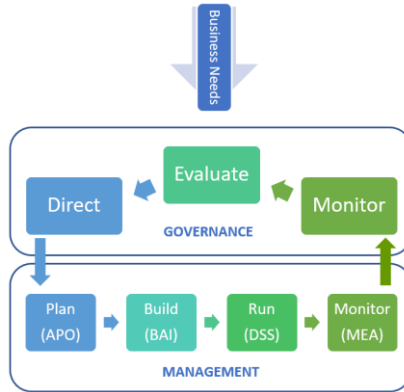 Business Needs
Evaluate
Direct
Monitor
GOVERNANCE
Plan
(APO)
Build
(BAI)
Run
(DSS)
Monitor
(MEA)
MANAGEMENT